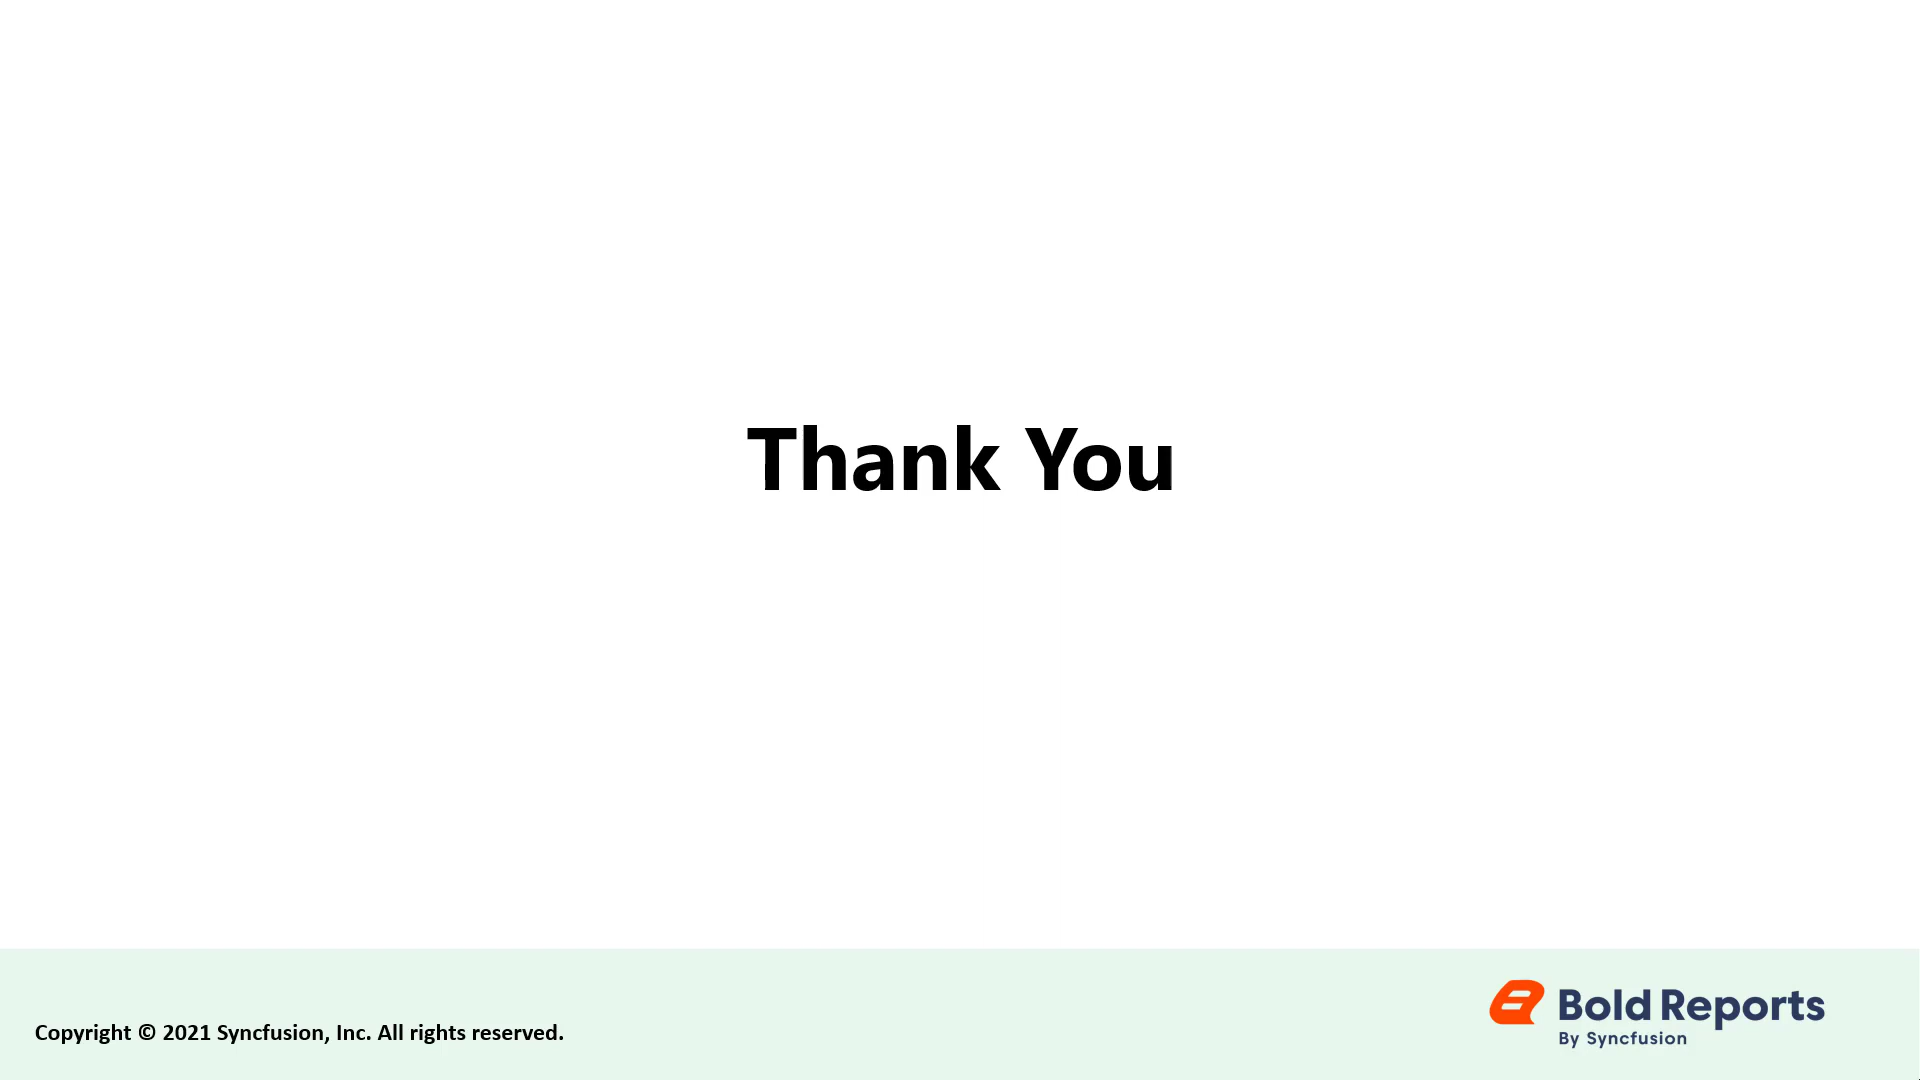 Thank You
Copyright © 2021 Syncfusion, Inc. All rights reserved.
Bold Reports
By Syncfusion